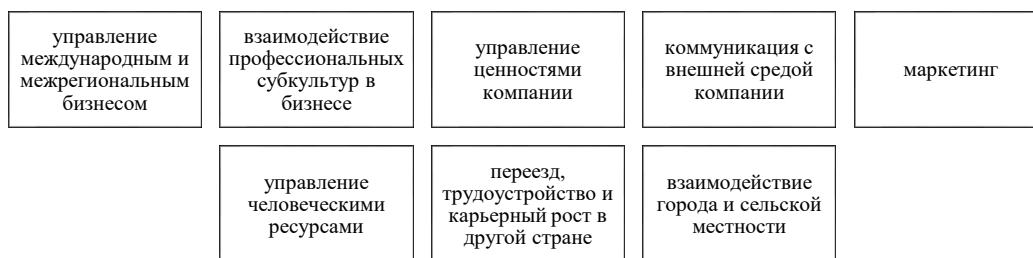 управление
международным и
межрегиональным
бизнесом
взаимодействие
профессиональных
субкультур в
бизнесе
управление
ценностями
компании
коммуникация с
внешней средой
компании
маркетинг
управление
человеческими
ресурсами
переезд,
трудоустройство и
карьерный рост в
другой стране
взаимодействие
города и сельской
местности